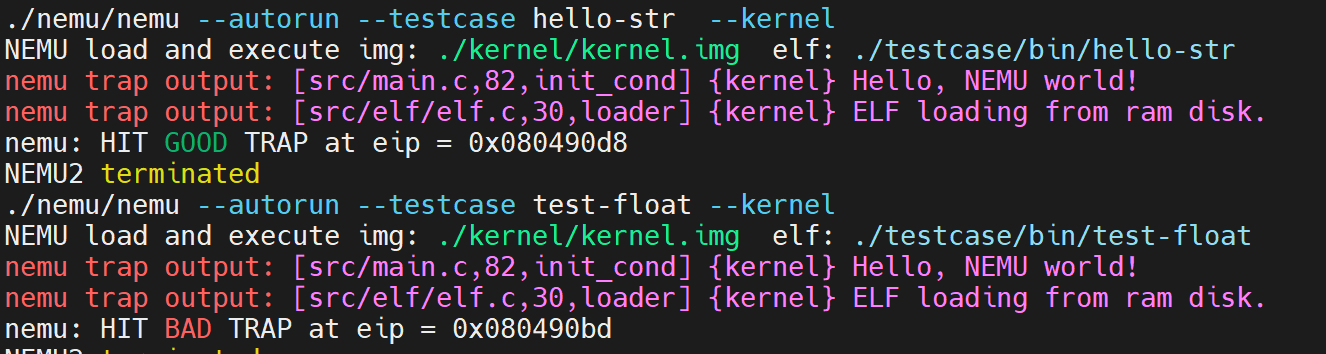 ./nemu/nemu --autorun --testcase hello-str  --kernel
NEMU load and execute img: ./kernel/kernel.img  elf: ./testcase/bin/hello-str
nemu trap output: [src/main.c,82,init_cond] {kernel} Hello, NEMU world!
nemu trap output: [src/elf/elf.c,30,loader] {kernel} ELF loading from ram disk.
nemu: HIT GOOD TRAP at eip = 0x080490d8
NEMU2 terminated
./nemu/nemu --autorun --testcase test-float --kernel
NEMU load and execute img: ./kernel/kernel.img  elf: ./testcase/bin/test-float
nemu trap output: [src/main.c,82,init_cond] {kernel} Hello, NEMU world!
nemu trap output: [src/elf/elf.c,30,loader] {kernel} ELF loading from ram disk.
nemu: HIT BAD TRAP at eip = 0x080490bd
NEMU2 terminated